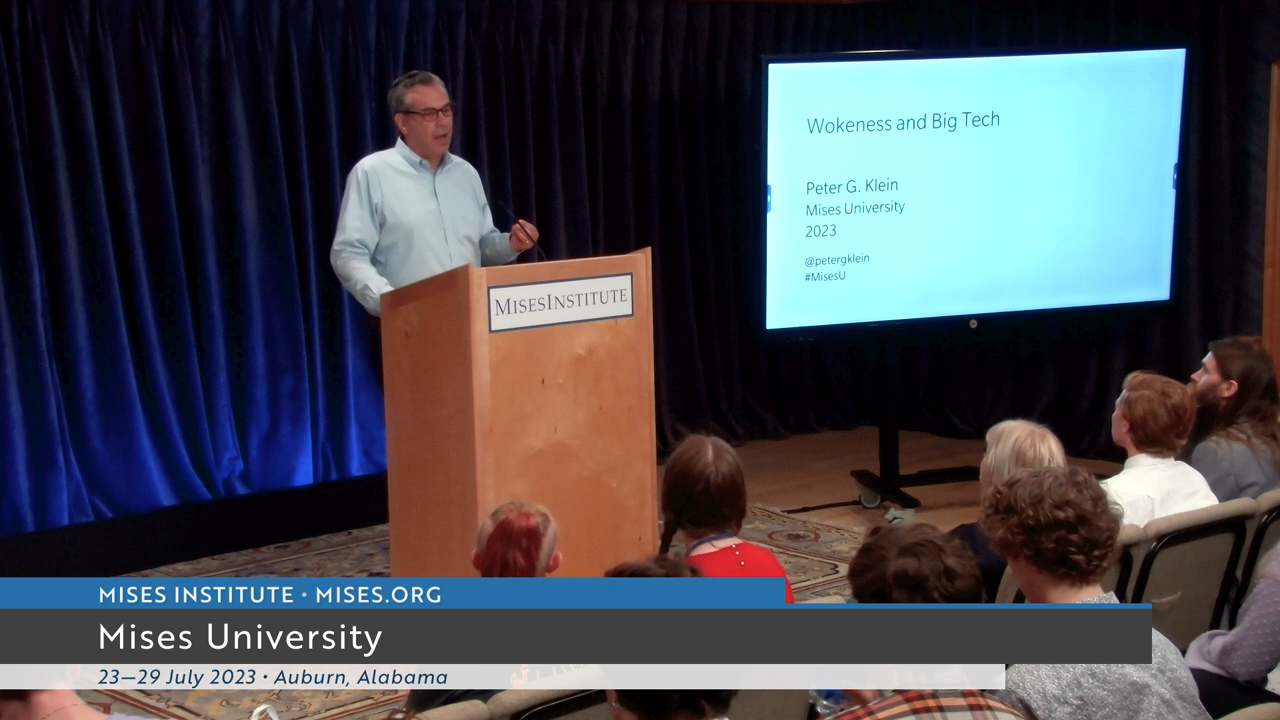 Wokeness and Big Tech
Peter G. Klein
Mises University
2023
@petergklein
#MisesU
MISESINSTITUTE
MISES INSTITUTE • MISES.ORG
Mises University
23–29 July 2023 • Auburn, Alabama